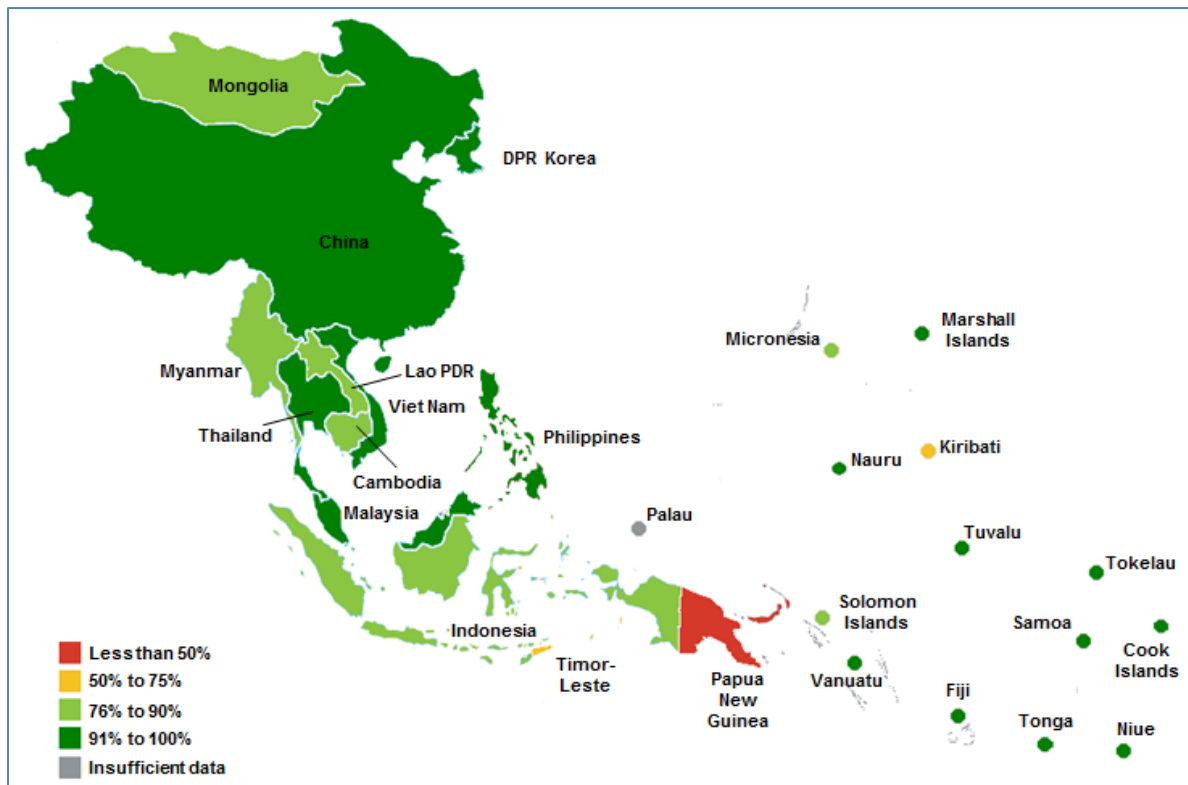 Mongolia
DPR Korea
China
Marshall
Islands
Micronesia
Myanmar
Lao PDR
Viet Nam
Thailand
Philippines
Kiribati
Nauru
Cambodia
Malaysia
Palau
Tuvalu
Tokelau
Solomon
Islands
Samoa
Cook
Islands
Indonesia
Timor-
Leste
Papua
New
Guinea
Vanuatu
Fiji
Tonga
Niue
Less than 50%
50% to 75%
76% to 90%
91% to 100%
Insufficient data